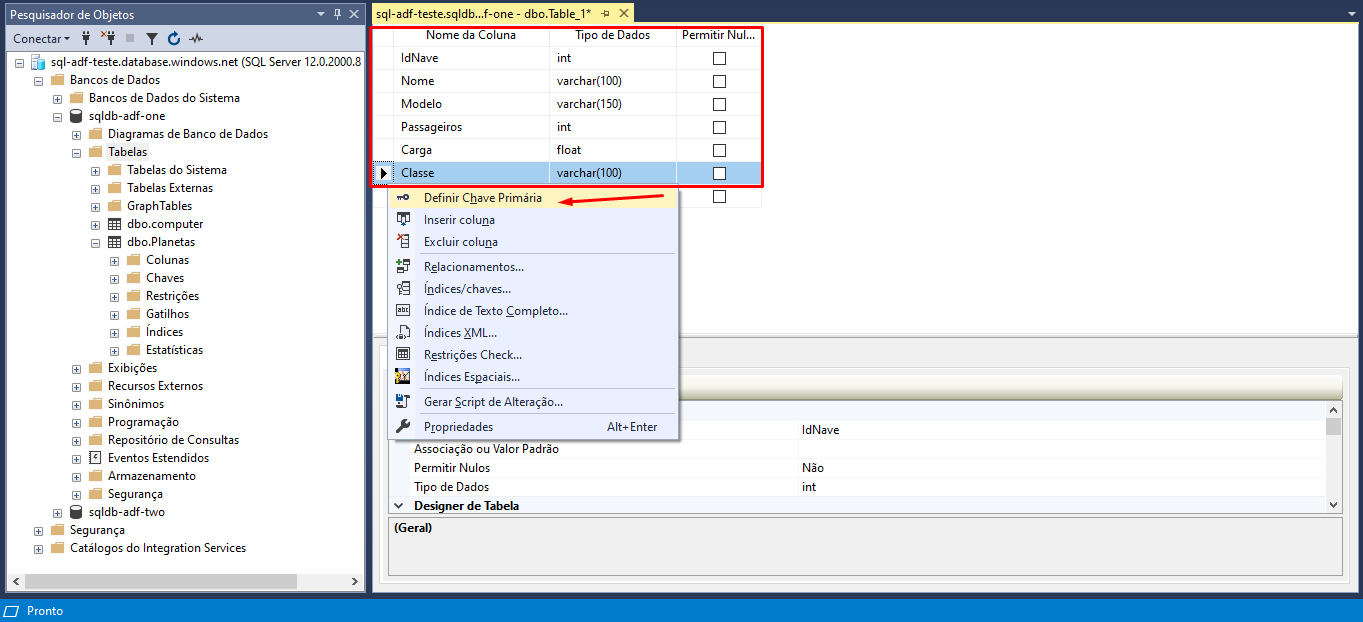 Pesquisador de Objetos
Conectar
sql-adf-teste.database.windows.net (SQL Server 12.0.2000.8
Bancos de Dados
Bancos de Dados do Sistema
sqldb-adf-one
Diagramas de Banco de Dados
Tabelas
Tabelas do Sistema
Tabelas Externas
GraphTables
dbo.computer
dbo.Planetas
Colunas
Chaves
Restrições
Gatilhos
Índices
Estatísticas
Exibições
Recursos Externos
Sinônimos
Programação
Repositório de Consultas
Eventos Estendidos
Armazenamento
Segurança
sqldb-adf-two
Segurança
Catálogos do Integration Services
sql-adf-teste.sqldb...f-one - dbo.Table_1*
Nome da Coluna Tipo de Dados Permitir Nul...
IdNave int
Nome varchar(100)
Modelo varchar(150)
Passageiros int
Carga float
Classe varchar(100)
Definir Chave Primária
Inserir coluna
Excluir coluna
Relacionamentos...
Índices/chaves...
Índice de Texto Completo...
Índices XML...
Restrições Check...
Índices Espaciais...
Gerar Script de Alteração...
Propriedades Alt+Enter
IdNave
Associação ou Valor Padrão
Permitir Nulos Não
Tipo de Dados int
Designer de Tabela
(Geral)
Pronto